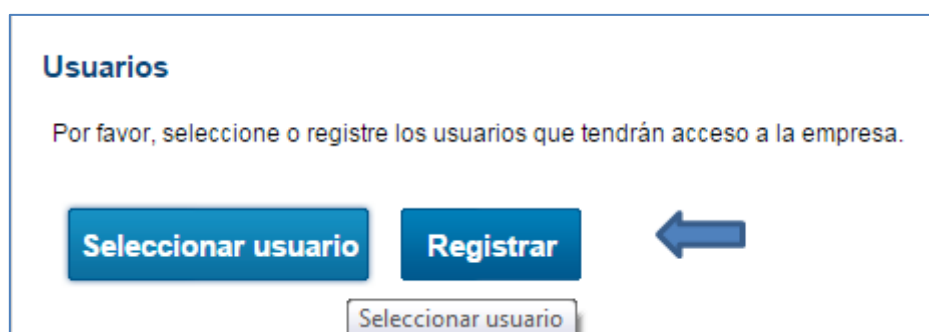 Usuarios
Por favor, seleccione o registre los usuarios que tendrán acceso a la empresa.
Seleccionar usuario Registrar
Seleccionar usuario